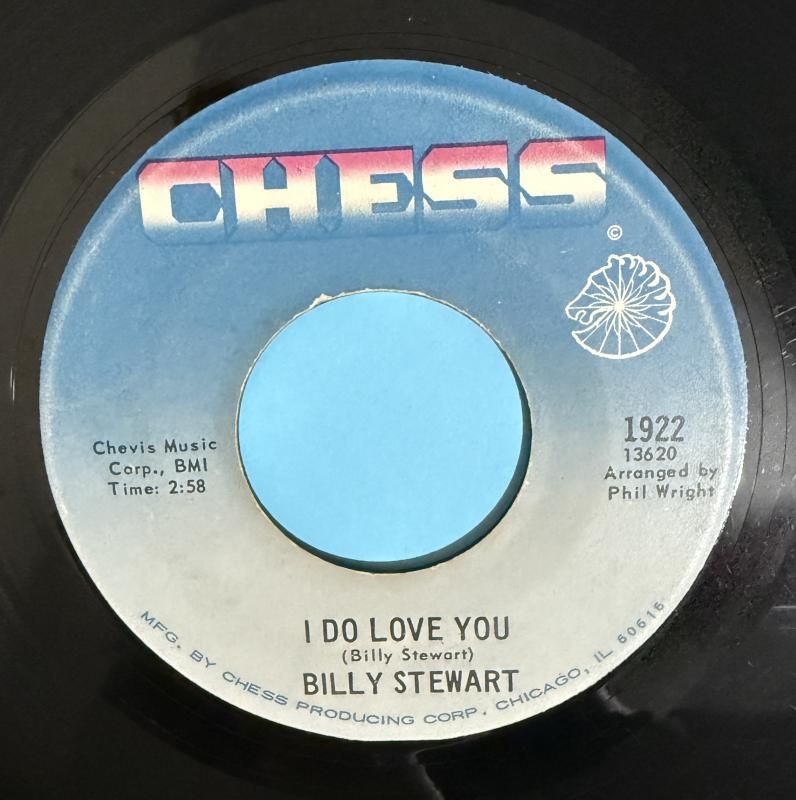 CHESS
©
Chevis Music
Corp., BMI
Time: 2:58
1922
13620
Arranged by
Phil Wright
I DO LOVE YOU
(Billy Stewart)
BILLY STEWART
MFG. BY CHESS PRODUCING CORP. CHICAGO, IL 60616